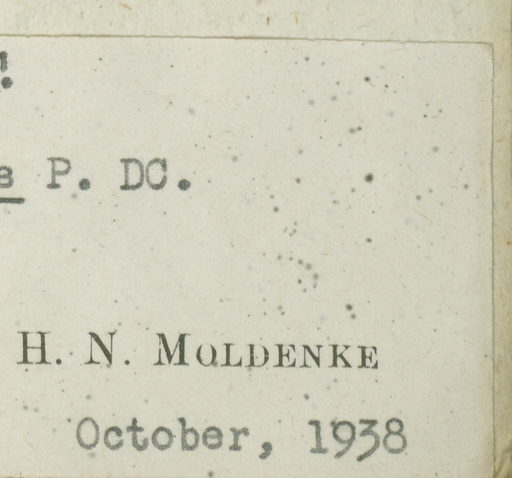 P. DC.
H. N. MOLDENKE
October, 1938